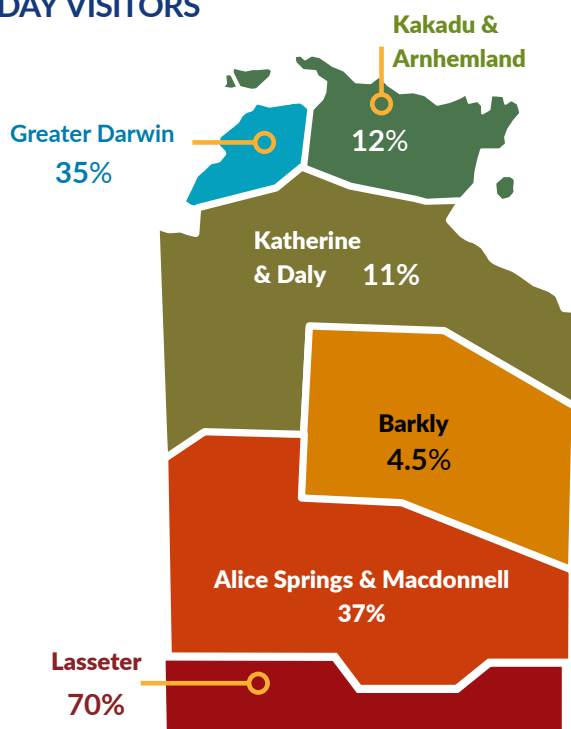 DAY VISITORS
Kakadu &
Arnhemland
12%
Greater Darwin
35%
Katherine
& Daly 11%
Barkly
4.5%
Alice Springs & Macdonnell
37%
Lasseter
70%